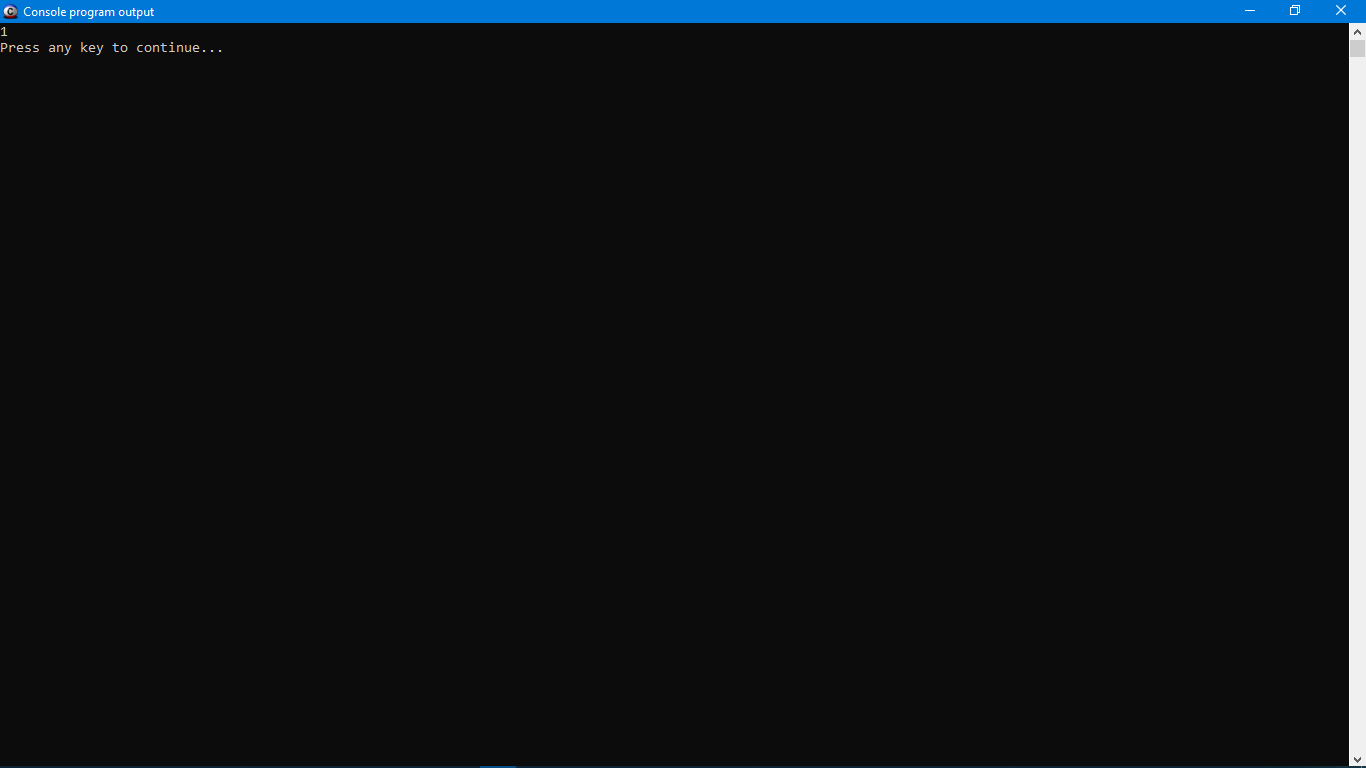 Console program output
1
Press any key to continue...